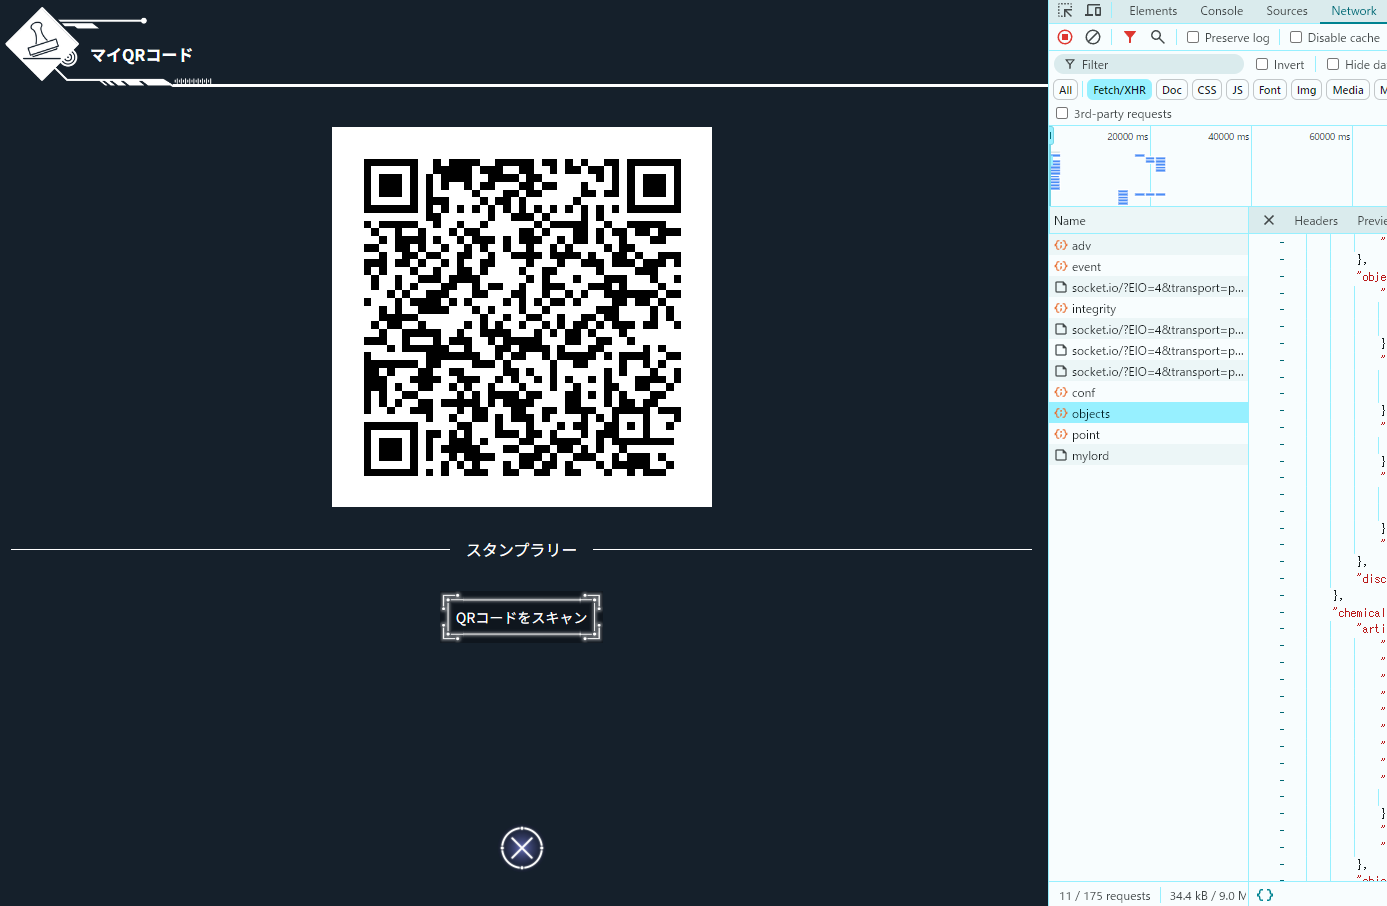 マイQRコード
スタンプラリー
QRコードをスキャン
Elements Console Sources Network
Preserve log Disable cache
Filter Invert Hide da
All Fetch/XHR Doc CSS JS Font Img Media M
3rd-party requests
20000 ms 40000 ms 60000 ms
Name
Headers Previe
adv
event
socket.io/?EIO=4&transport=p...
integrity
socket.io/?EIO=4&transport=p...
socket.io/?EIO=4&transport=p...
socket.io/?EIO=4&transport=p...
conf
objects
point
mylord
- "
- },
- "obje
- "
-
-
- }
- "
-
-
- }
- "
-
- }
- "
-
-
- }
- "
- },
- "disc
- },
- "chemical
- "arti
- "
- "
- "
- "
- "
- "
- "
- "
- "
-
- }
- "
- "
- },
- "obje
11 / 175 requests 34.4 kB / 9.0 M {}